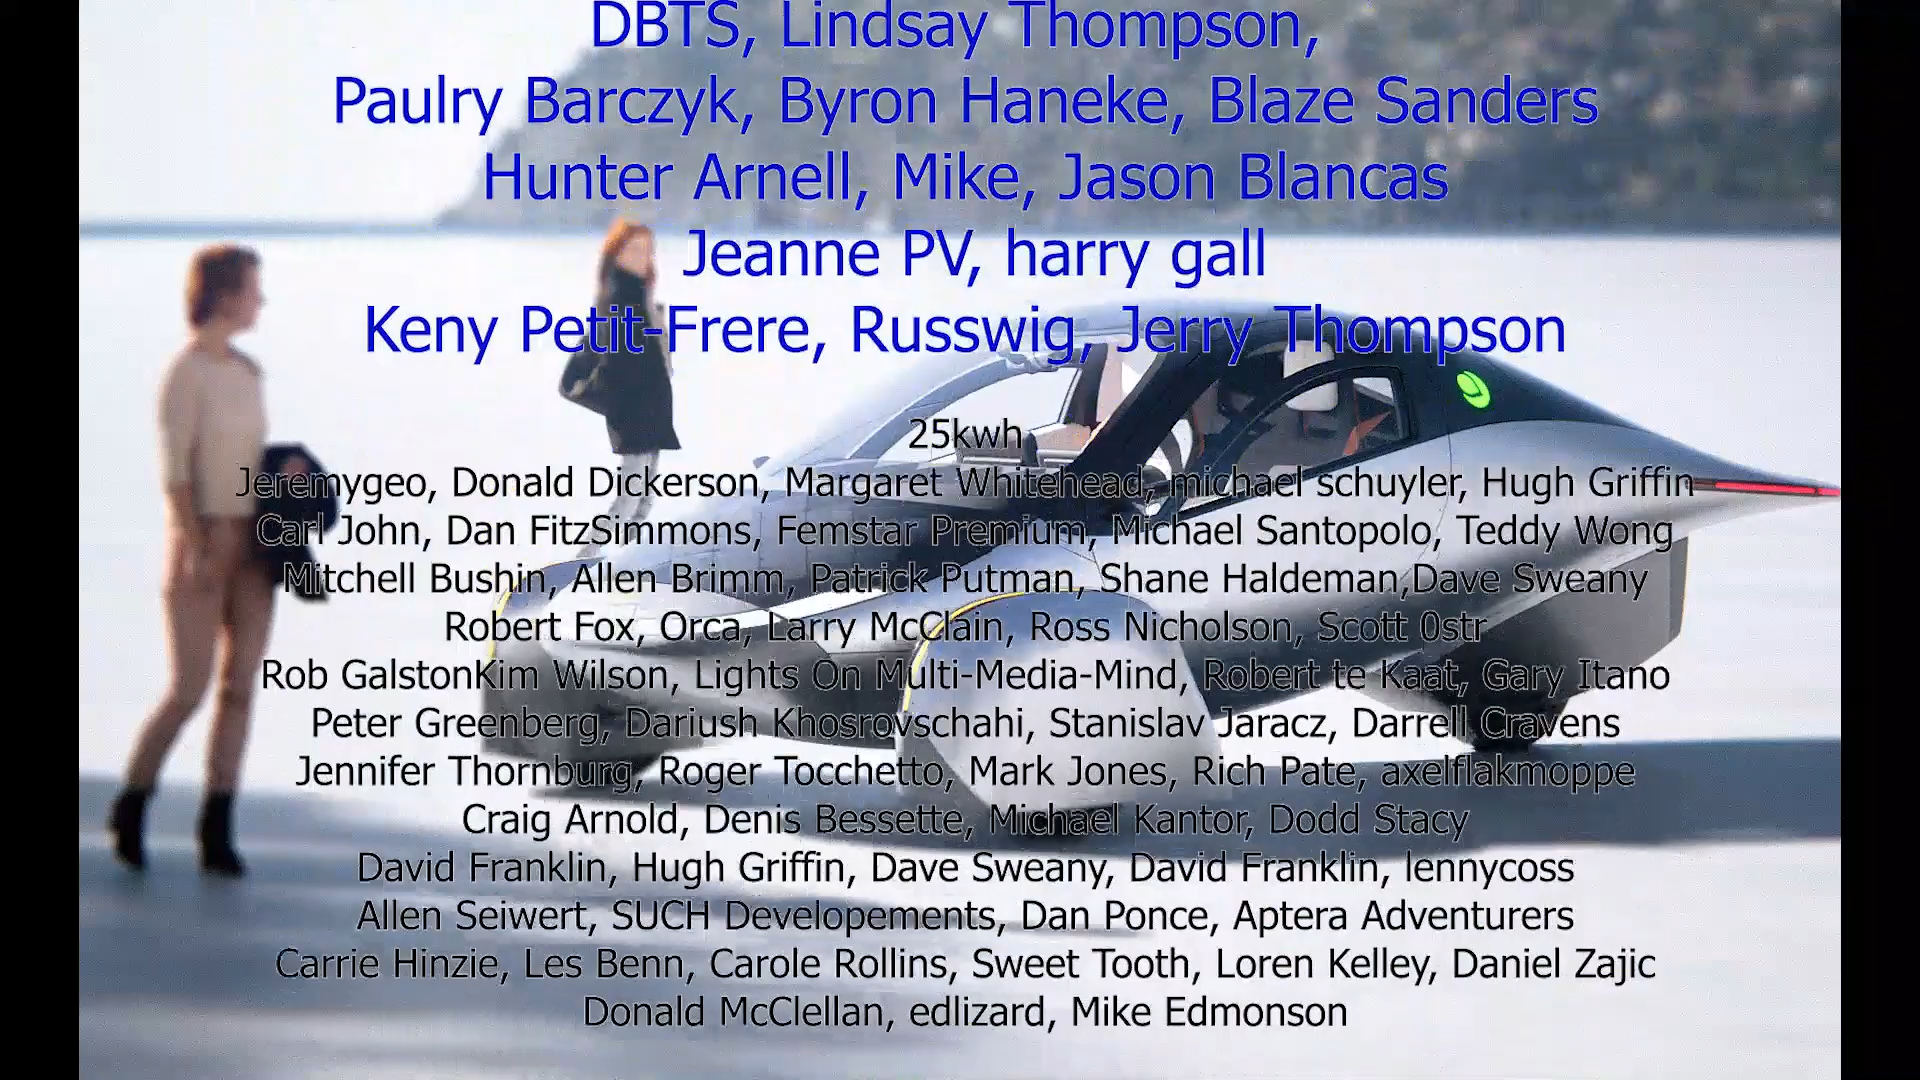 DBTS, Lindsay Thompson,
Paulry Barczyk, Byron Haneke, Blaze Sanders
Hunter Arnell, Mike, Jason Blancas
Jeanne PV, harry gall
Keny Petit-Frere, Russwig, Jerry Thompson
25kwh
Jeremygeo, Donald Dickerson, Margaret Whitehead, michael schuyler, Hugh Griffin
Carl John, Dan FitzSimmons, Femstar Premium, Michael Santopolo, Teddy Wong
Mitchell Bushin, Allen Brimm, Patrick Putman, Shane Haldeman,Dave Sweany
Robert Fox, Orca, Larry McClain, Ross Nicholson, Scott 0str
Rob GalstonKim Wilson, Lights On Multi-Media-Mind, Robert te Kaat, Gary Itano
Peter Greenberg, Dariush Khosrovschahi, Stanislav Jaracz, Darrell Cravens
Jennifer Thornburg, Roger Tocchetto, Mark Jones, Rich Pate, axelflakmoppe
Craig Arnold, Denis Bessette, Michael Kantor, Dodd Stacy
David Franklin, Hugh Griffin, Dave Sweany, David Franklin, lennycoss
Allen Seiwert, SUCH Developements, Dan Ponce, Aptera Adventurers
Carrie Hinzie, Les Benn, Carole Rollins, Sweet Tooth, Loren Kelley, Daniel Zajic
Donald McClellan, edlizard, Mike Edmonson